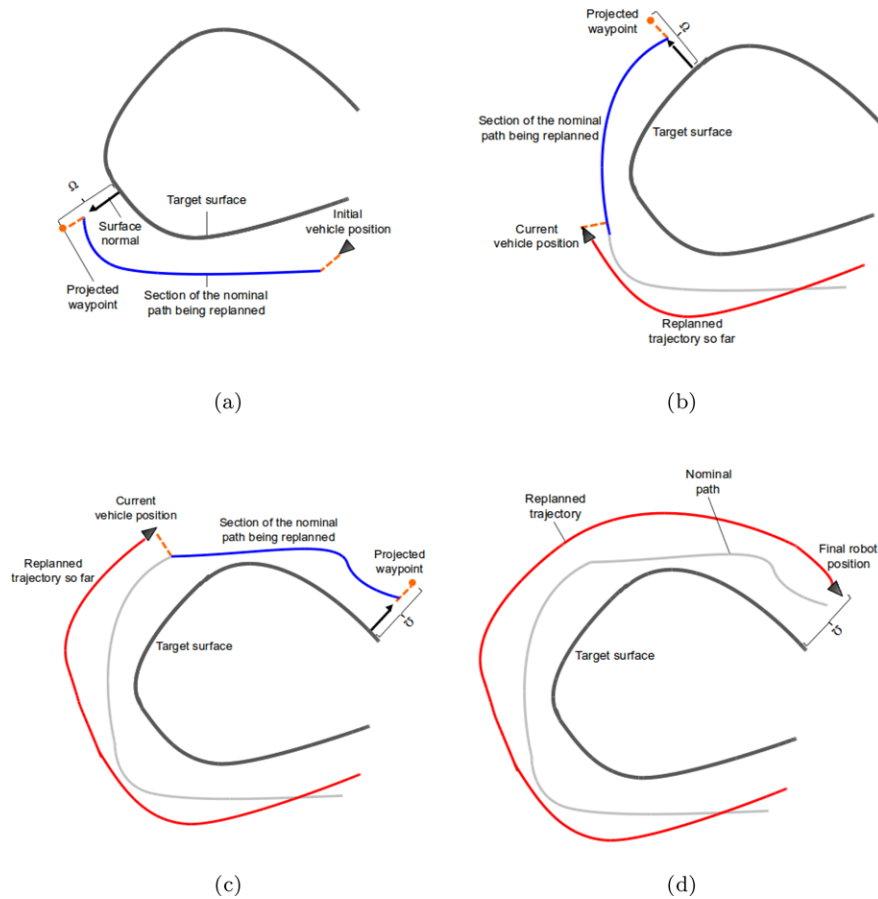 Ω
Target surface
Initial
vehicle position
Surface
normal
Projected
waypoint
Section of the nominal
path being replanned
(a)
Projected
waypoint
Ω
Section of the nominal
path being replanned
Target surface
Current
vehicle position
Replanned
trajectory so far
(b)
Current
vehicle position
Section of the nominal
path being replanned
Replanned
trajectory so far
Projected
waypoint
Ω
Target surface
(c)
Nominal
path
Replanned
trajectory
Final robot
position
Ω
Target surface
(d)